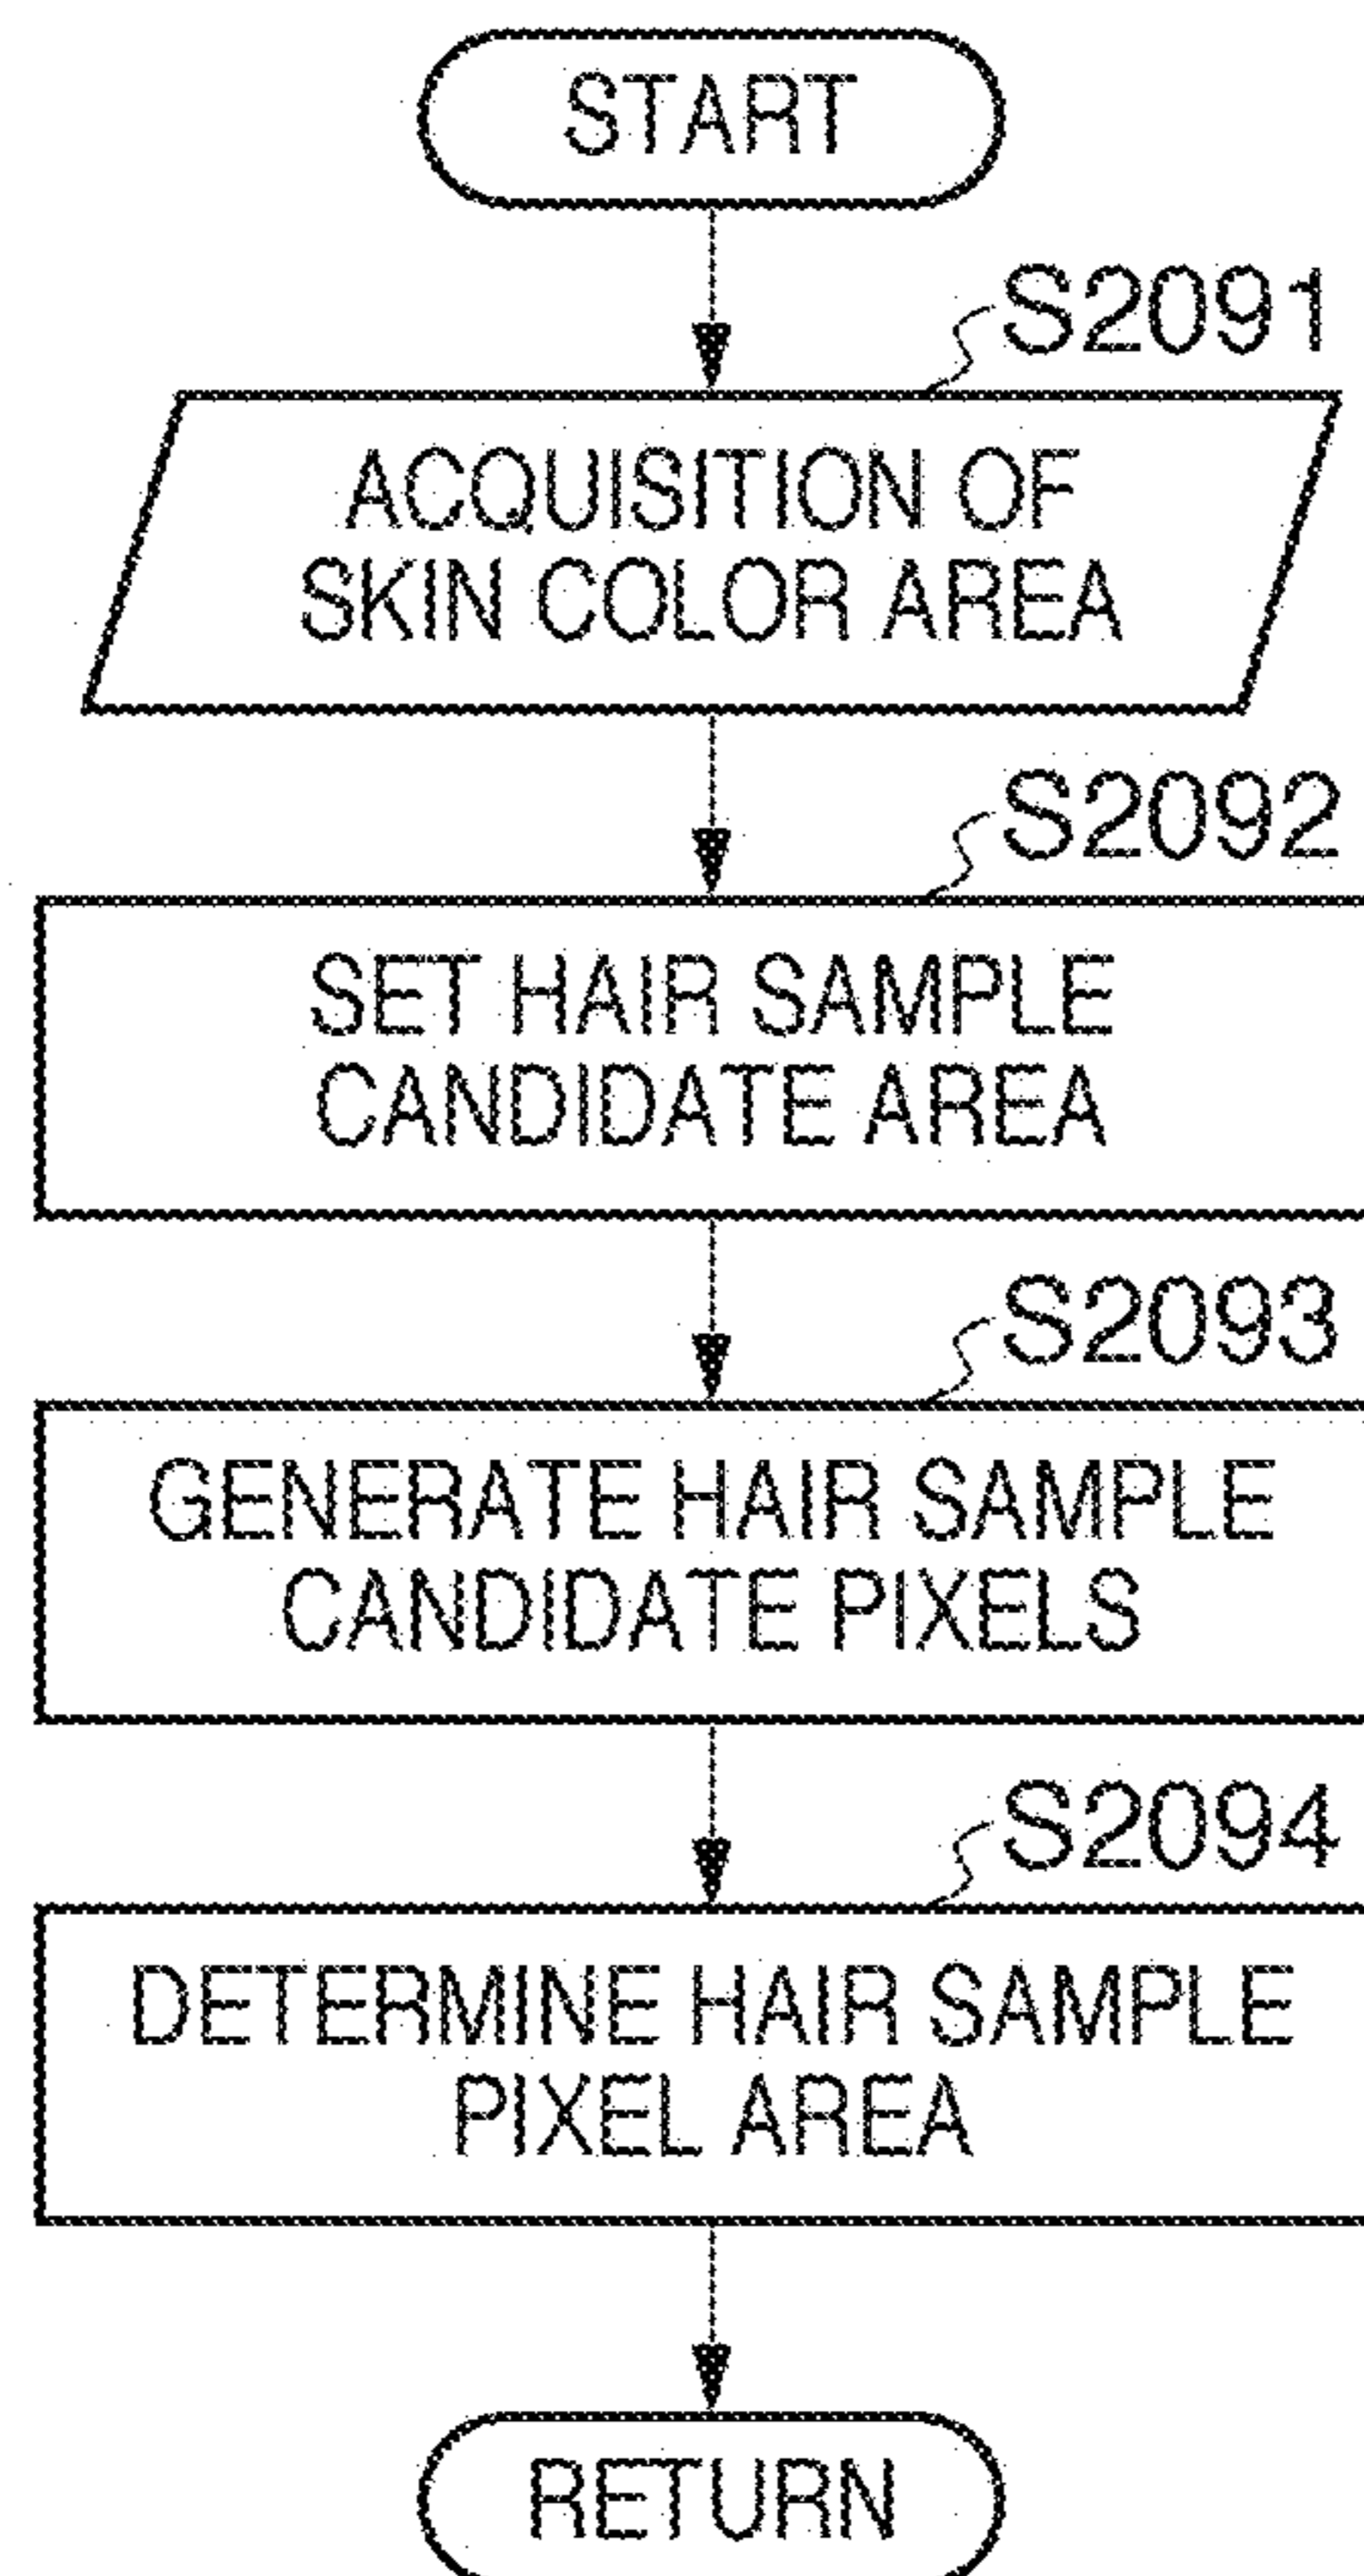 START
S2091
ACQUISITION OF
SKIN COLOR AREA
S2092
SET HAIR SAMPLE
CANDIDATE AREA
S2093
GENERATE HAIR SAMPLE
CANDIDATE PIXELS
S2094
DETERMINE HAIR SAMPLE
PIXEL AREA
RETURN